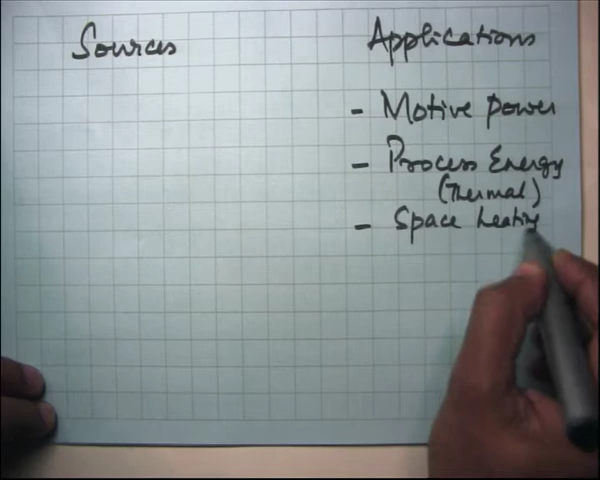 Sources
Applications
- Motive power
- Process Energy
(Thermal)
- Space heating